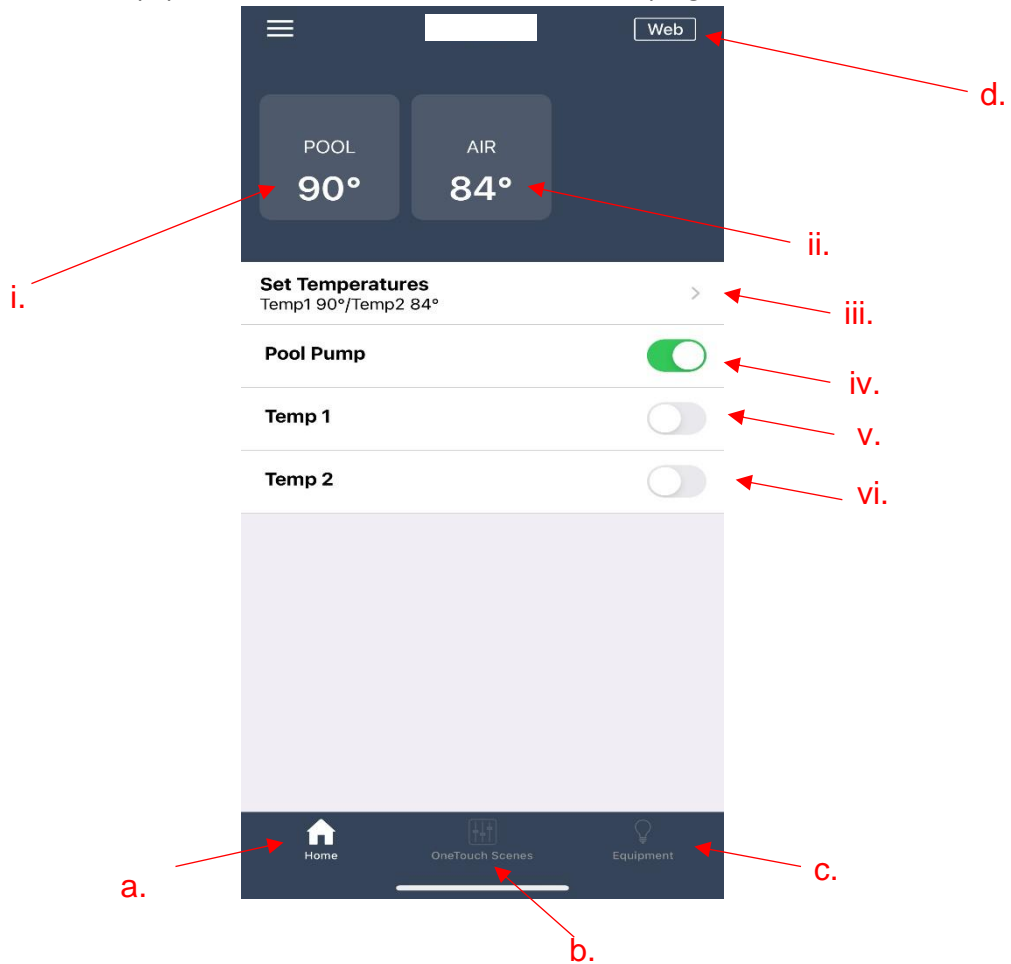 Web
d.
POOL
AIR
90°
84°
ii.
i.
Set Temperatures
Temp1 90°/Temp2 84°
iii.
Pool Pump
iv.
Temp 1
v.
Temp 2
vi.
Home
OneTouch Scenes
Equipment
a.
c.
b.